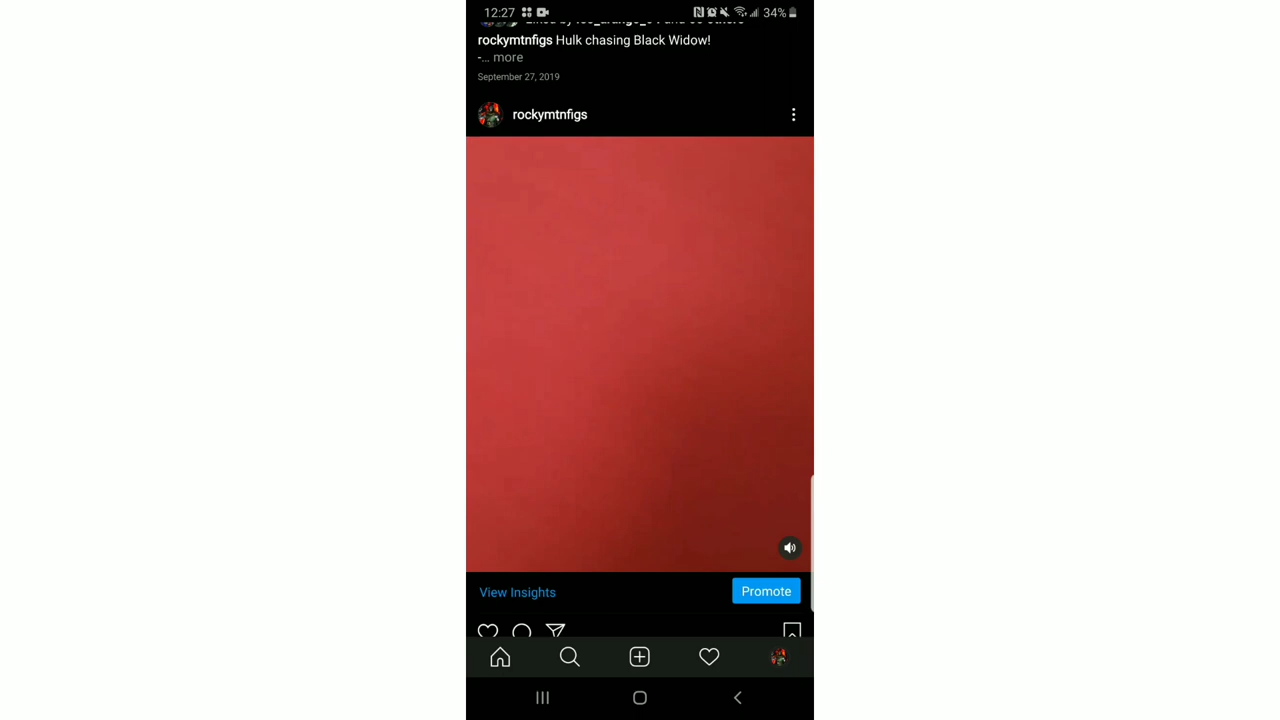 12:27 34%
rockymtnfigs Hulk chasing Black Widow!
-... more
September 27, 2019
rockymtnfigs
View Insights Promote